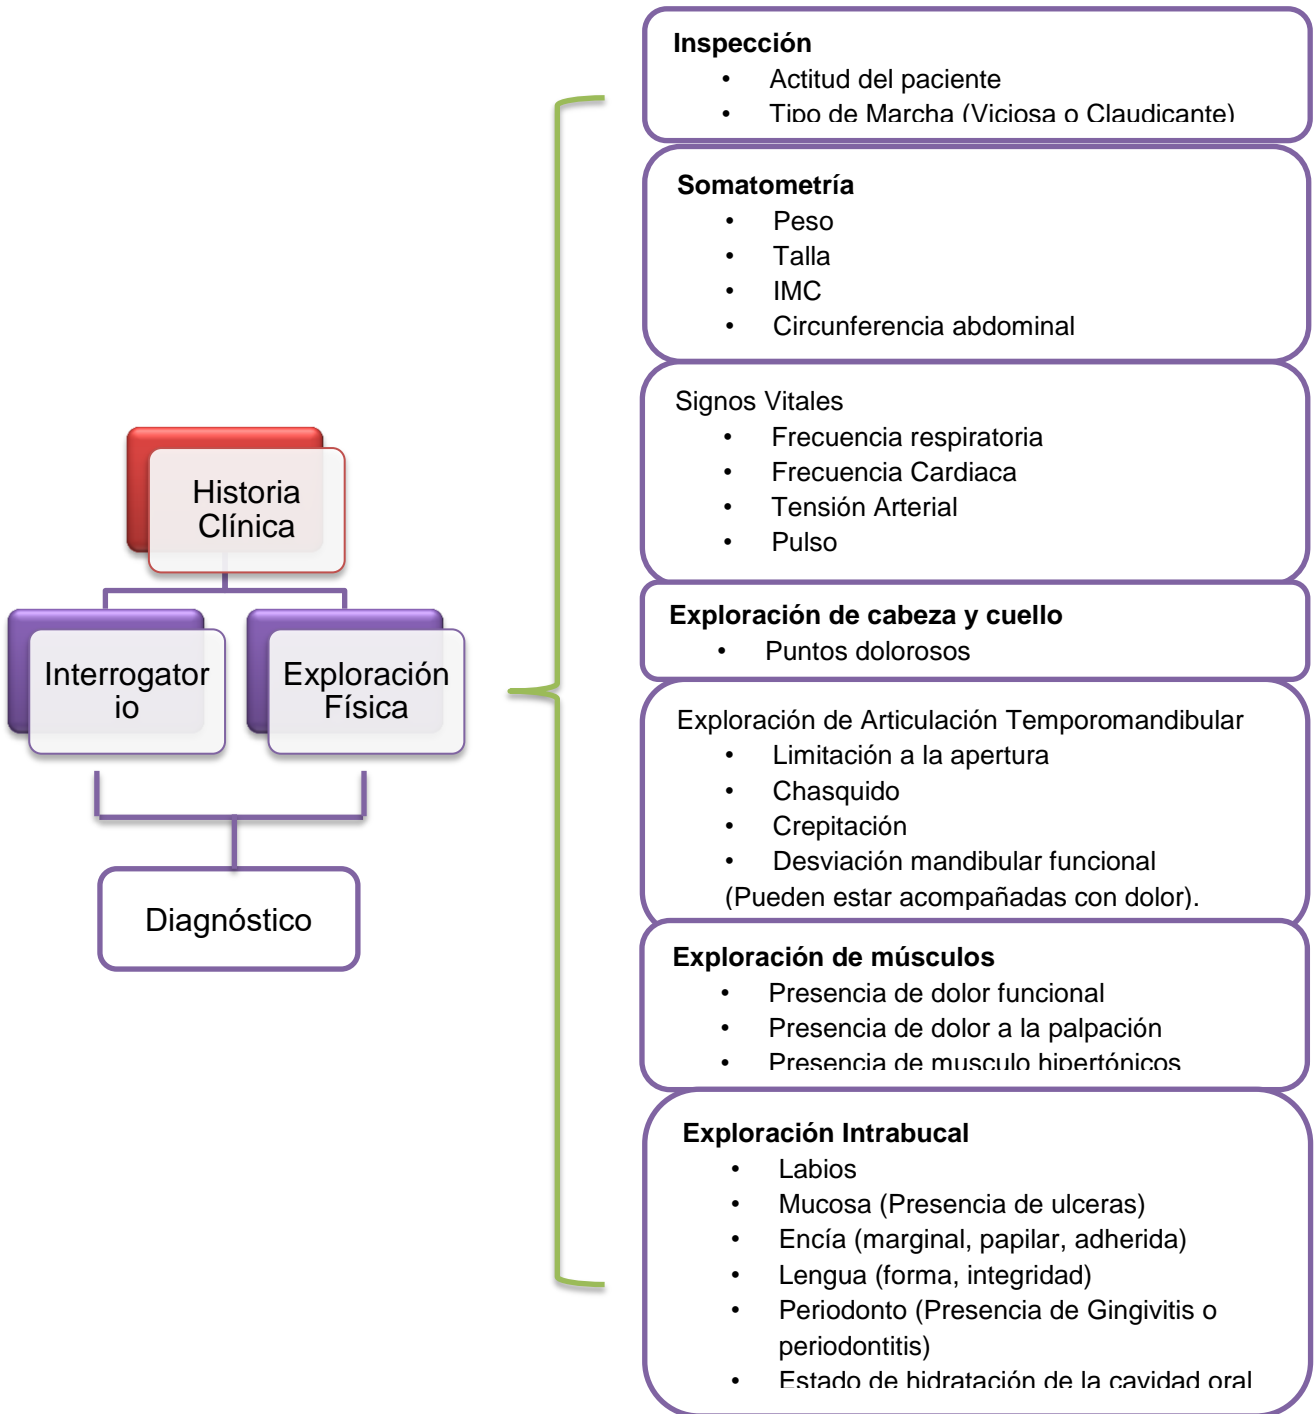 Historia
Clínica
Interrogator
io
Exploración
Física
Diagnóstico
Inspección
• Actitud del paciente
• Tipo de Marcha (Viciosa o Claudicante)
Somatometría
• Peso
• Talla
• IMC
• Circunferencia abdominal
Signos Vitales
• Frecuencia respiratoria
• Frecuencia Cardiaca
• Tensión Arterial
• Pulso
Exploración de cabeza y cuello
• Puntos dolorosos
Exploración de Articulación Temporomandibular
• Limitación a la apertura
• Chasquido
• Crepitación
• Desviación mandibular funcional
(Pueden estar acompañadas con dolor).
Exploración de músculos
• Presencia de dolor funcional
• Presencia de dolor a la palpación
• Presencia de musculo hipertónicos
Exploración Intrabucal
• Labios
• Mucosa (Presencia de ulceras)
• Encía (marginal, papilar, adherida)
• Lengua (forma, integridad)
• Periodonto (Presencia de Gingivitis o
periodontitis)
• Estado de hidratación de la cavidad oral